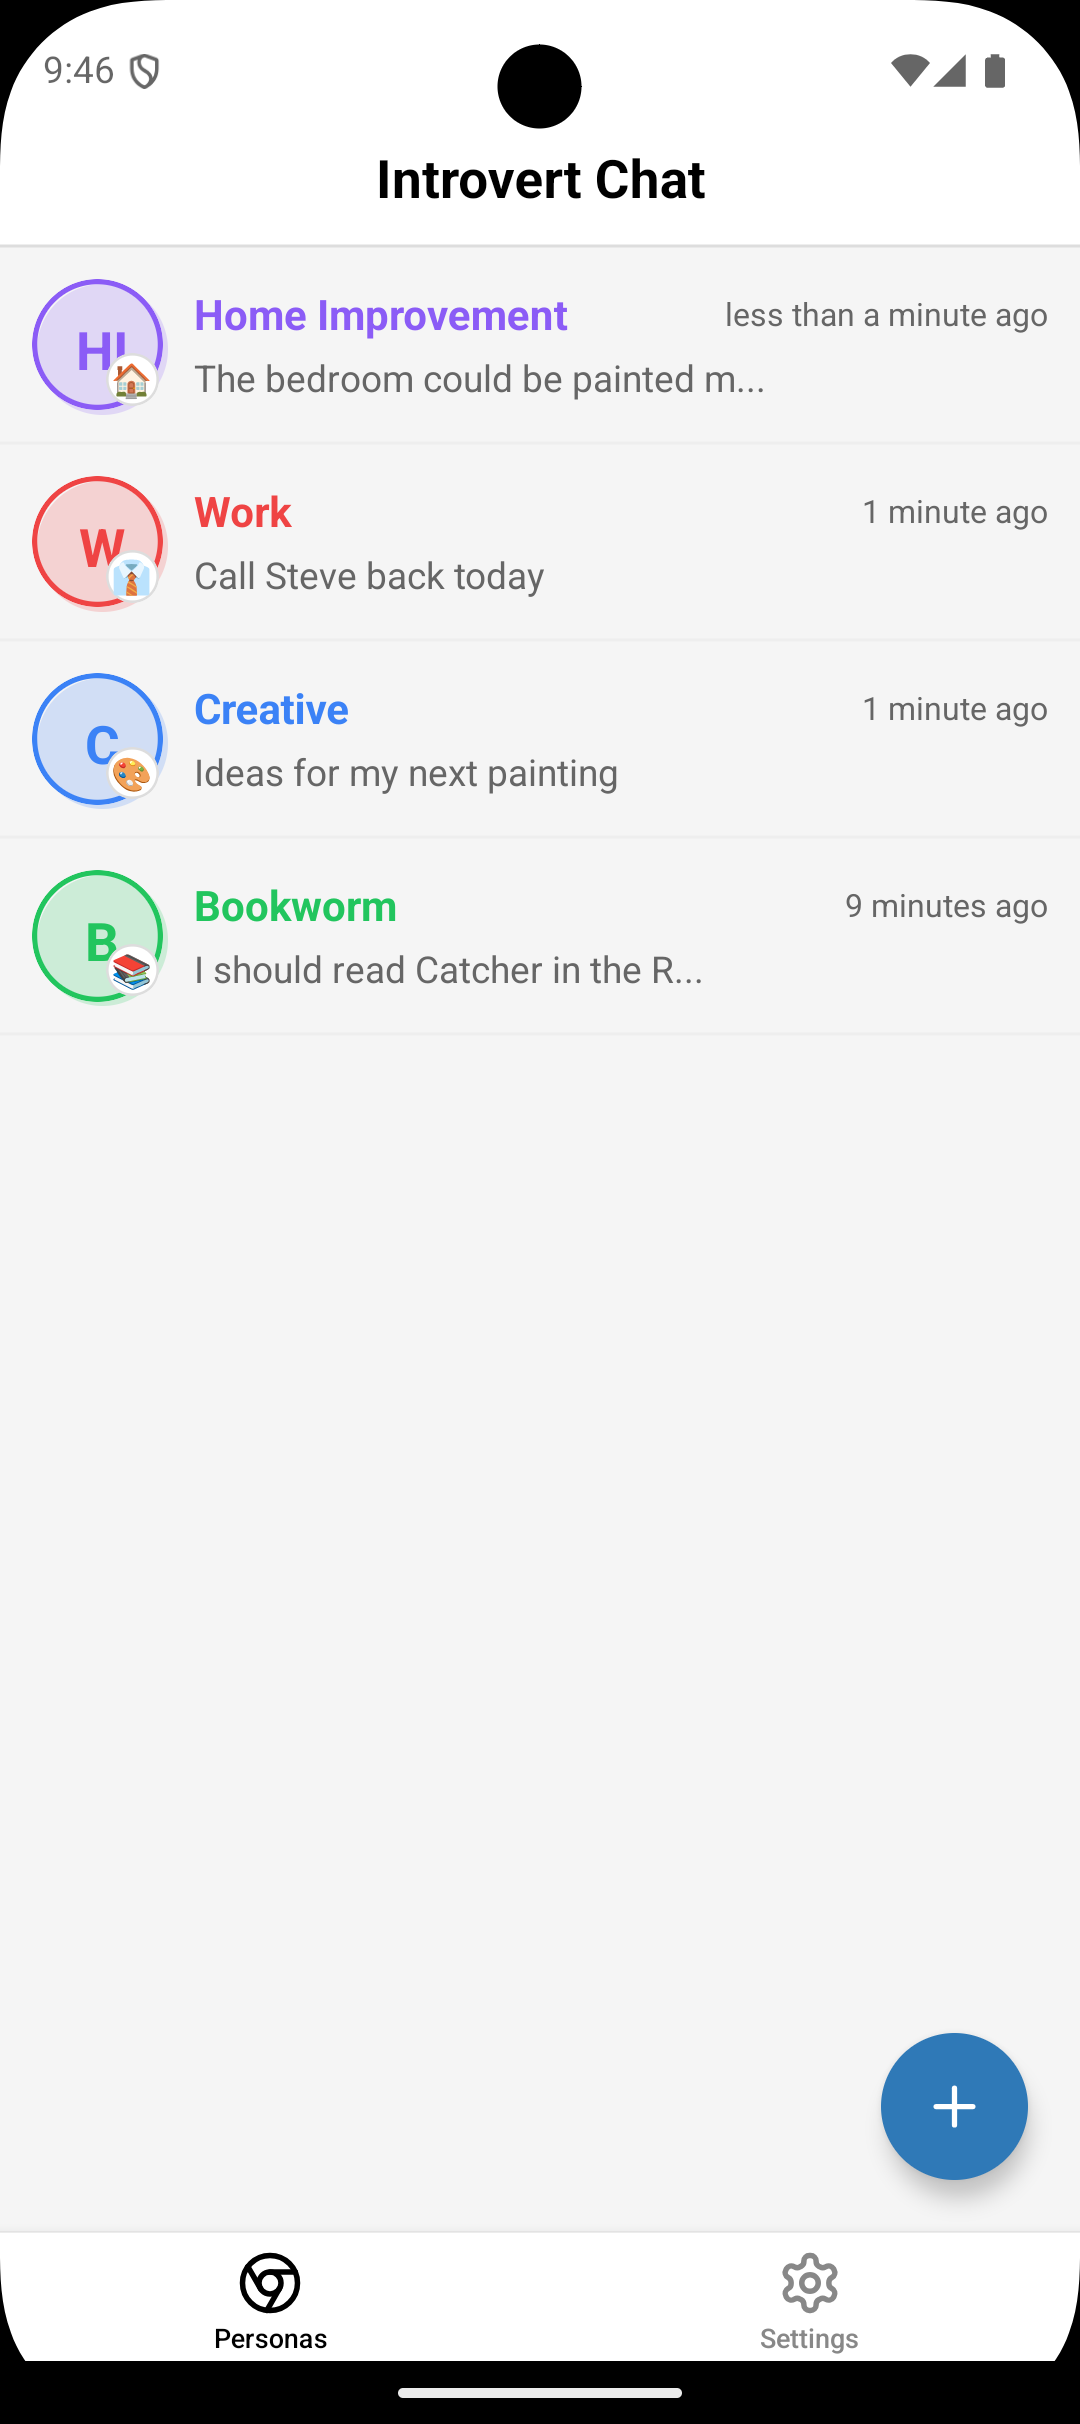 9:46
Introvert Chat
HI
Home Improvement
less than a minute ago
The bedroom could be painted m...
W
Work
1 minute ago
Call Steve back today
C
Creative
1 minute ago
Ideas for my next painting
B
Bookworm
9 minutes ago
I should read Catcher in the R...
Personas
Settings